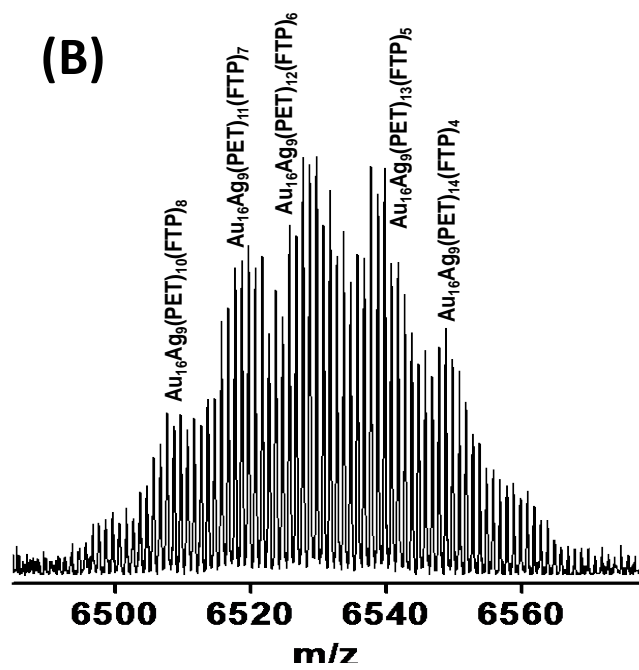 (B)
Au₁₆Ag₉(PET)₁₀(FTP)₈
Au₁₆Ag₉(PET)₁₁(FTP)₇
Au₁₆Ag₉(PET)₁₂(FTP)₆
Au₁₆Ag₉(PET)₁₃(FTP)₅
Au₁₆Ag₉(PET)₁₄(FTP)₄
6500 6520 6540 6560
m/z